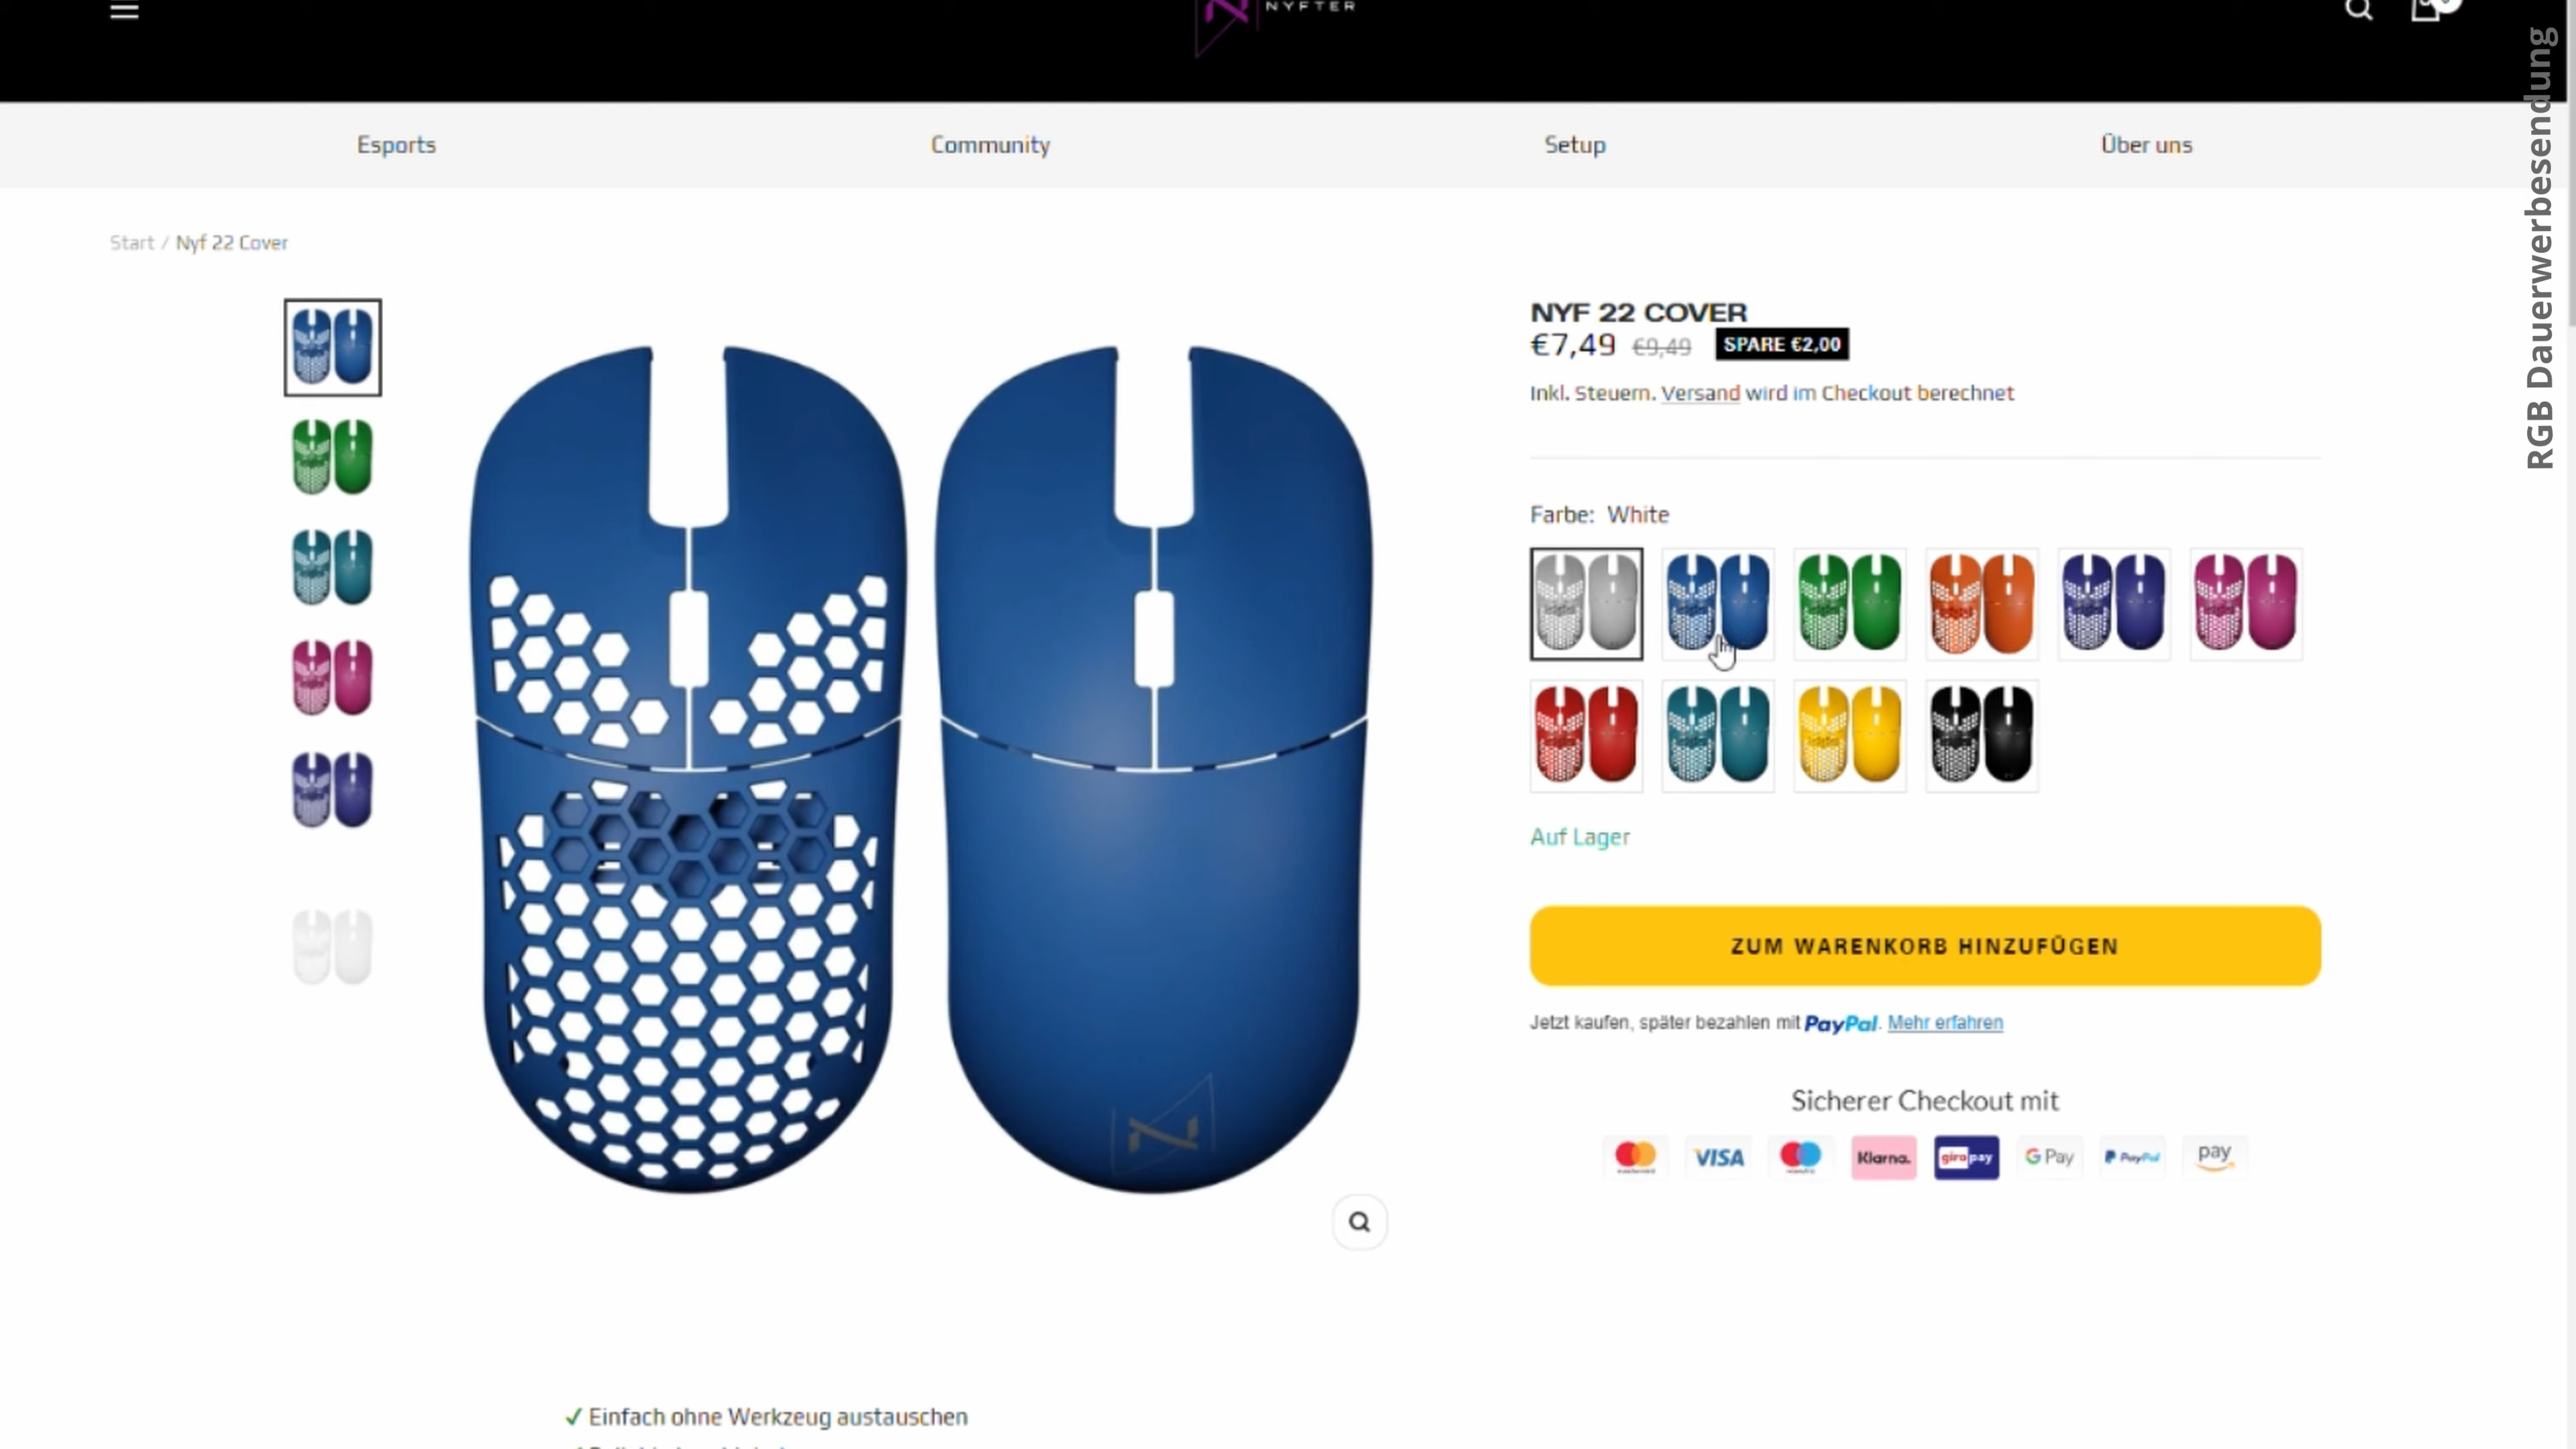 NYFTER
RGB Dauerwerbesendung
Esports
Community
Setup
Über uns
Start / Nyf 22 Cover
NYF 22 COVER
€7,49 €9,49 SPARE €2,00
Inkl. Steuern. Versand wird im Checkout berechnet
Farbe: White
Auf Lager
ZUM WARENKORB HINZUFÜGEN
Jetzt kaufen, später bezahlen mit PayPal. Mehr erfahren
Sicherer Checkout mit
VISA
Klarna.
giropay
G Pay
PayPal
pay
Einfach ohne Werkzeug austauschen